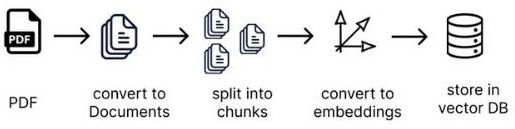 PDF
PDF
convert to
Documents
split into
chunks
convert to
embeddings
store in
vector DB